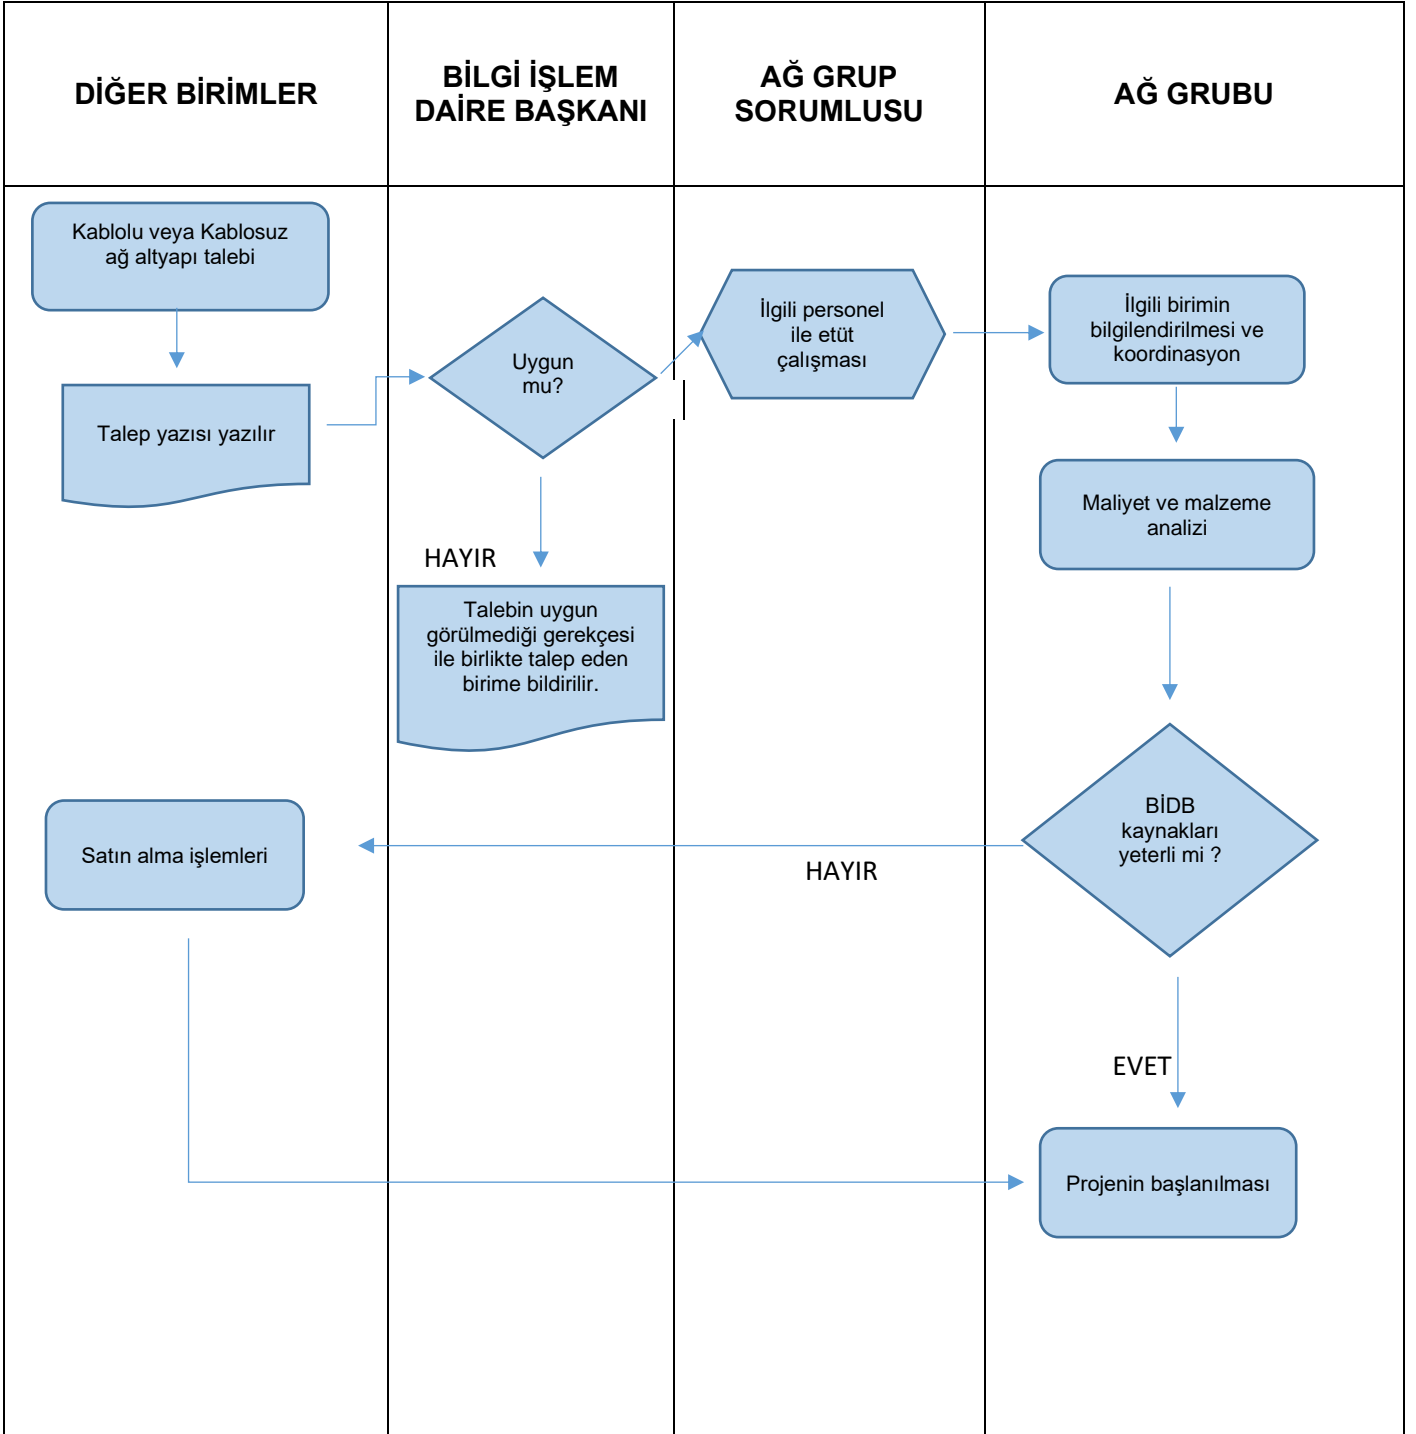 DİĞER BİRİMLER
BİLGİ İŞLEM
DAİRE BAŞKANI
AĞ GRUP
SORUMLUSU
AĞ GRUBU
Kablolu veya Kablosuz
ağ altyapı talebi
Talep yazısı yazılır
Uygun
mu?
HAYIR
Talebin uygun
görülmediği gerekçesi
ile birlikte talep eden
birime bildirilir.
İlgili personel
ile etüt
çalışması
İlgili birimin
bilgilendirilmesi ve
koordinasyon
Maliyet ve malzeme
analizi
BİDB
kaynakları
yeterli mi ?
HAYIR
Satın alma işlemleri
EVET
Projenin başlanılması